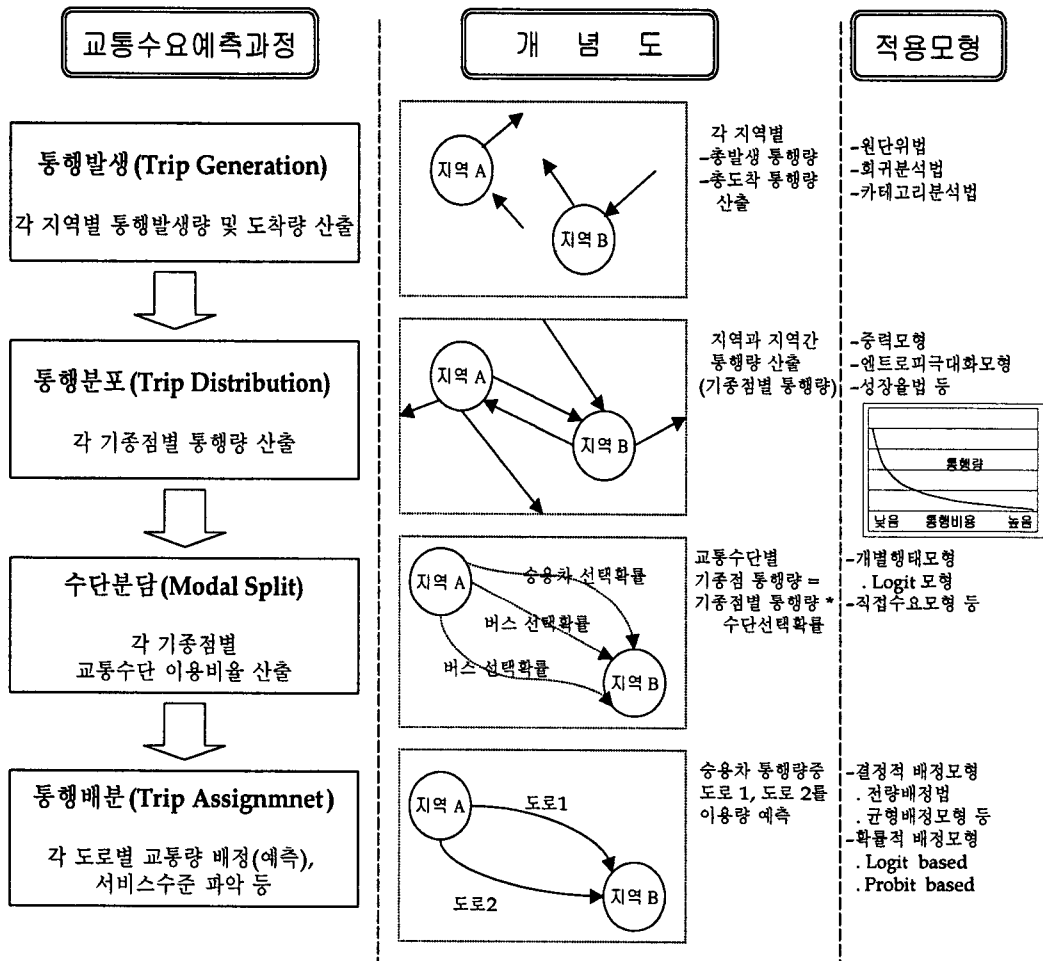 교통수요예측과정
개 념 도
적용모형
통행발생(Trip Generation)
각 지역별 통행발생량 및 도착량 산출
지역 A
지역 B
각 지역별
-총발생 통행량
-총도착 통행량
산출
-원단위법
-회귀분석법
-카테고리분석법
통행분포(Trip Distribution)
각 기종점별 통행량 산출
지역 A
지역 B
지역과 지역간
통행량 산출
(기종점별 통행량)
-중력모형
-엔트로피극대화모형
-성장율법 등
통행량
낮음 통행비용 높음
수단분담(Modal Split)
각 기종점별
교통수단 이용비율 산출
지역 A
승용차 선택확률
버스 선택확률
버스 선택확률
지역 B
교통수단별
기종점 통행량 =
기종점별 통행량 *
수단선택확률
-개별행태모형
. Logit 모형
-직접수요모형 등
통행배분(Trip Assignmnet)
각 도로별 교통량 배정(예측),
서비스수준 파악 등
지역 A
도로1
도로2
지역 B
승용차 통행량중
도로 1, 도로 2를
이용량 예측
-결정적 배정모형
. 전량배정법
. 균형배정모형 등
-확률적 배정모형
. Logit based
. Probit based